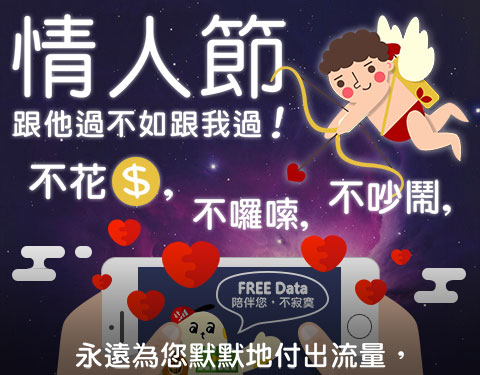 情人節
跟他過不如跟我過!
不花$,
不囉嗦,
不吵鬧,
FREE Data
陪伴您，不寂寞
永遠為您默默地付出流量，